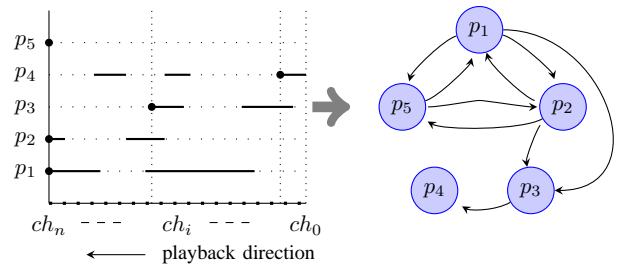 p₅
p₄
p₃
p₂
p₁
chₙ chᵢ ch₀
playback direction
p₁
p₅ p₂
p₄ p₃